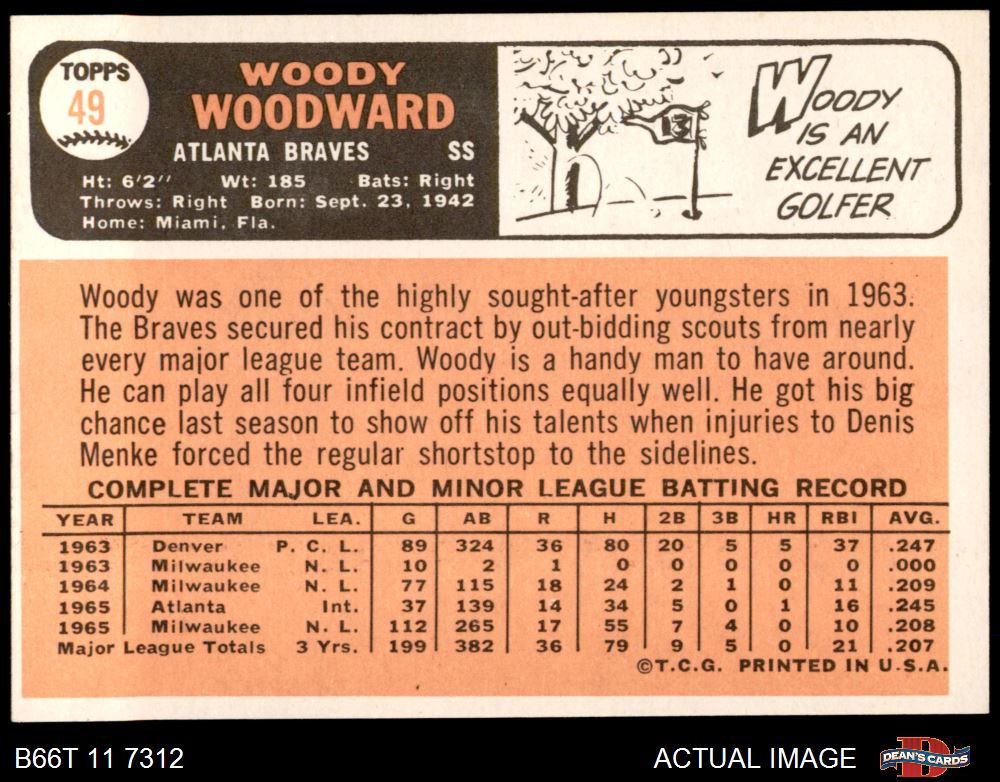 TOPPS
49
WOODY
WOODWARD
ATLANTA BRAVES SS
Ht: 6'2" Wt: 185 Bats: Right
Throws: Right Born: Sept. 23, 1942
Home: Miami, Fla.
13
WOODY
IS AN
EXCELLENT
GOLFER
Woody was one of the highly sought-after youngsters in 1963.
The Braves secured his contract by out-bidding scouts from nearly
every major league team. Woody is a handy man to have around.
He can play all four infield positions equally well. He got his big
chance last season to show off his talents when injuries to Denis
Menke forced the regular shortstop to the sidelines.
COMPLETE MAJOR AND MINOR LEAGUE BATTING RECORD
YEAR TEAM LEA. G AB R H 2B 3B HR RBI AVG.
1963 Denver P. C. L. 89 324 36 80 20 5 5 37 .247
1963 Milwaukee N. L. 10 2 1 0 0 0 0 0 .000
1964 Milwaukee N. L. 77 115 18 24 2 1 0 11 .209
1965 Atlanta Int. 37 139 14 34 5 0 1 16 .245
1965 Milwaukee N. L. 112 265 17 55 7 4 0 10 .208
Major League Totals 3 Yrs. 199 382 36 79 9 5 0 21 .207
©T.C.G. PRINTED IN U.S.A.
B66T 11 7312 ACTUAL IMAGE DEAN'S CARDS